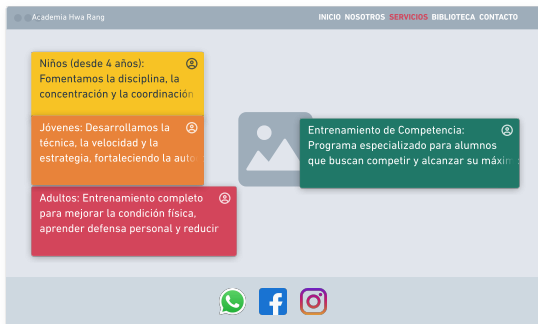 Academia Hwa Rang
INICIO NOSOTROS SERVICIOS BIBLIOTECA CONTACTO
Niños (desde 4 años):
Fomentamos la disciplina, la
concentración y la coordinación
Jóvenes: Desarrollamos la
técnica, la velocidad y la
estrategia, fortaleciendo la
Adultos: Entrenamiento completo
para mejorar la condición física,
aprender defensa personal y reducir
Entrenamiento de Competencia:
Programa especializado para alumnos
que buscan competir y alcanzar su